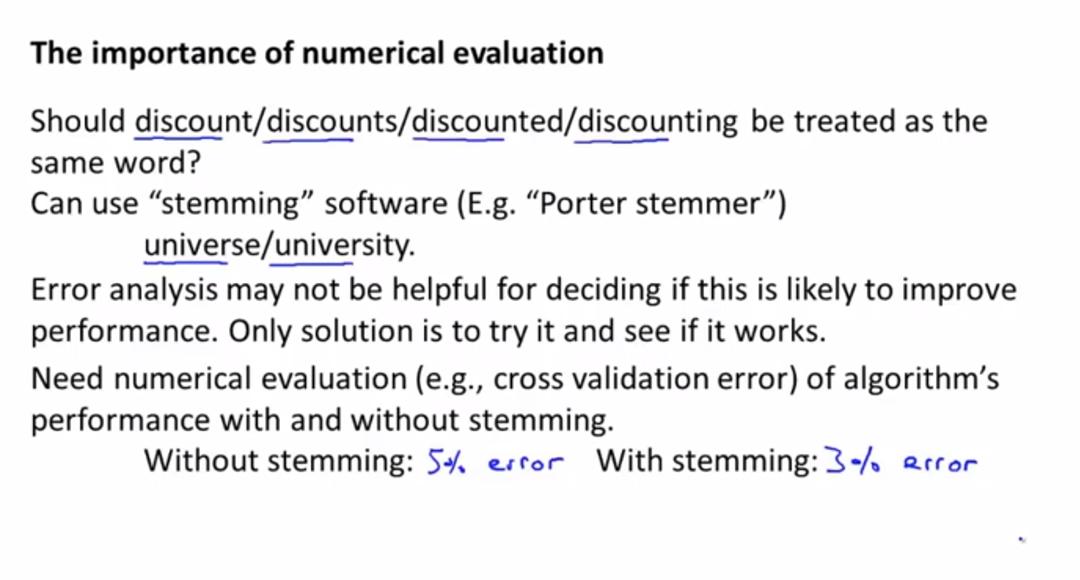 The importance of numerical evaluation
Should discount/discounts/discounted/discounting be treated as the
same word?
Can use “stemming” software (E.g. “Porter stemmer”)
universe/university.
Error analysis may not be helpful for deciding if this is likely to improve
performance. Only solution is to try it and see if it works.
Need numerical evaluation (e.g., cross validation error) of algorithm’s
performance with and without stemming.
Without stemming: 5% error With stemming: 3% error